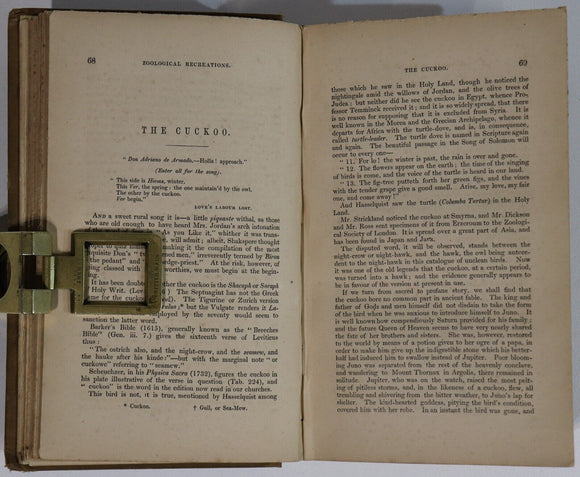 68 ZOOLOGICAL RECREATIONS.
THE CUCKOO.
"Don Adriano de Armado.—Holla! approach."
(Enter all for the song).
"This side is Hiems, winter,
This Ver, the spring: the one maintain'd by the owl,
The other by the cuckoo.
Ver begin."
LOVE'S LABOUR LOST.
AND a sweet rural song it is—a little piquante withal, so those
who are old enough to have heard Mrs. Jordan's arch intonation
of the
apt to quiz
will admit; albeit, Shakspere thought
"As you Like it," whether it was trans-
xquisite Don's
ding the compilation of the most
the pedant" and
men," irreverently termed by Biron
dge-priest." At the risk, however, of
ng classed with
worthies, we must begin at the begin-
ing.
It has been doub
ther the cuckoo is the Shacaph or Sacaph
Holy Writ. (Lev
) The Septuagint has not the Greek
me for the cuckoo
The Tigurine or Zurich version
ulus,* but the Vulgate renders it La-
ployed by the seventy would seem to
sanction the latter word.
Barker's Bible (1615), generally known as the "Breeches
Bible" (Gen. iii. 7.) gives the sixteenth verse of Leviticus
thus:
"The ostrich also, and the night-crow, and the seamew, and
the hauke after his kinde"—but with the marginal note "or
cuckowe" referring to "seamew."
Scheuchzer, in his Physica Sacra (1732), figures the cuckoo in
his plate illustrative of the verse in question (Tab. 224), and
"cuckoo" is the word in the edition now read in our churches.
This bird is not, it is true, mentioned by Hasselquist among
* Cuckoo. † Gull, or Sea-Mew.
THE CUCKOO. 69
those which he saw in the Holy Land, though he noticed the
nightingale amid the willows of Jordan, and the olive trees of
Judea; but neither did he see the cuckoo in Egypt, whence Pro-
fessor Temminck received it; and it is so widely spread, that there
is no reason for supposing that it is excluded from Syria. It is
well known in the Morea and the Grecian Archipelago, whence it
departs for Africa with the turtle-dove, and is, in consequence,
called turtle-leader. The turtle dove is named in Scripture again
and again. The beautiful passage in the Song of Solomon will
occur to every one—
"11. For lo! the winter is past, the rain is over and gone.
"12. The flowers appear on the earth; the time of the singing
of birds is come, and the voice of the turtle is heard in our land.
"13. The fig-tree putteth forth her green figs, and the vines
with the tender grape give a good smell. Arise, my love, my fair
one, and come away!"
And Hasselquist saw the turtle (Columba Turtur) in the Holy
Land.
Mr. Strickland noticed the cuckoo at Smyrna, and Mr. Dickson
and Mr. Ross sent specimens of it from Erzeroum to the Zoolog-
ical Society of London. It is spread over a great part of Asia, and
has been found in Japan and Java.
The disputed word, it will be observed, stands between the
night-crow or night-hawk, and the hawk, the owl being antece-
dent to the night-hawk in this catalogue of unclean birds. Now
it was one of the old legends that the cuckoo, at a certain period,
was turned into a hawk; and the evidence generally appears to
be in favour of the version at present in use.
If we turn from sacred to profane story, we shall find that
the cuckoo bore no common part in ancient fable. The king and
father of Gods and men himself did not disdain to take the form
of the bird when he was anxious to introduce himself to Juno. It
is well known how compendiously Saturn provided for his family;
and the future Queen of Heaven seems to have very nearly shared
the fate of her brothers and sisters. She was, however, restored
to the world by means of a potion given to her ogre of a papa, in
order to make him give up the indigestible stone which his better-
half had induced him to swallow instead of Jupiter. Poor bloom-
ing Juno was separated from the rest of the heavenly conclave,
and wandering to Mount Thornax in Argolis, there remained in
solitude. Jupiter, who was on the watch, raised the most pelt-
ing of pitiless storms, and, in the likeness of a cuckoo, flew, all
trembling and shivering from the bitter weather, to Juno's lap for
shelter. The kind-hearted goddess, pitying the bird's condition,
covered him with her robe. In an instant the bird was gone, and